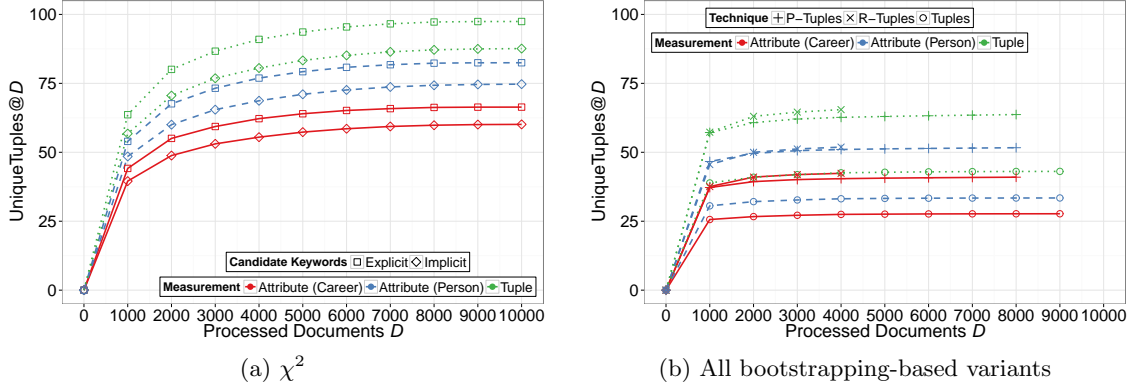 UniqueTuples@D
100
75
50
25
0
Candidate Keywords Explicit Implicit
Measurement Attribute (Career) Attribute (Person) Tuple
0 1000 2000 3000 4000 5000 6000 7000 8000 9000 10000
Processed Documents D
(a) χ²
UniqueTuples@D
100
75
50
25
0
Technique P−Tuples R−Tuples Tuples
Measurement Attribute (Career) Attribute (Person) Tuple
0 1000 2000 3000 4000 5000 6000 7000 8000 9000 10000
Processed Documents D
(b) All bootstrapping-based variants